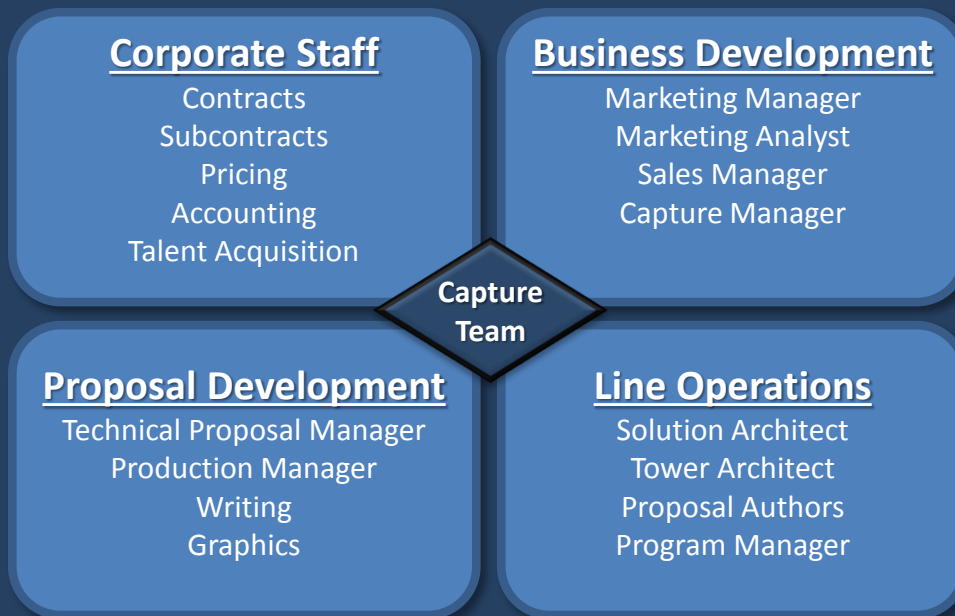 Corporate Staff
Contracts
Subcontracts
Pricing
Accounting
Talent Acquisition
Business Development
Marketing Manager
Marketing Analyst
Sales Manager
Capture Manager
Capture
Team
Proposal Development
Technical Proposal Manager
Production Manager
Writing
Graphics
Line Operations
Solution Architect
Tower Architect
Proposal Authors
Program Manager